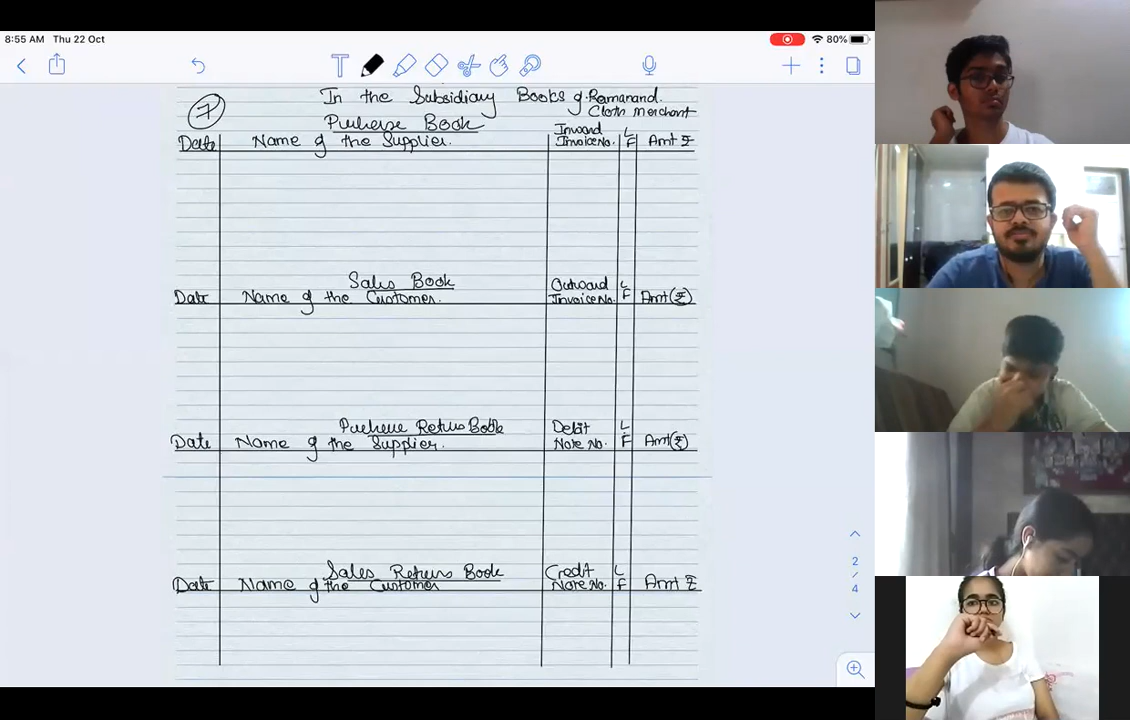 8:55 AM Thu 22 Oct
80%
T
7
In the Subsidiary Books of Ramanand
Cloth Merchant
Purchase Book
Date Name of the Supplier. Inward Invoice No. L F Amt ₹
Sales Book
Date Name of the Customer. Outward Invoice No. L F Amt (₹)
Purchase Return Book
Date Name of the Supplier. Debit Note No. L F Amt (₹)
Sales Return Book
Date Name of the Customer Credit Note No. L F Amt ₹
2
/
4